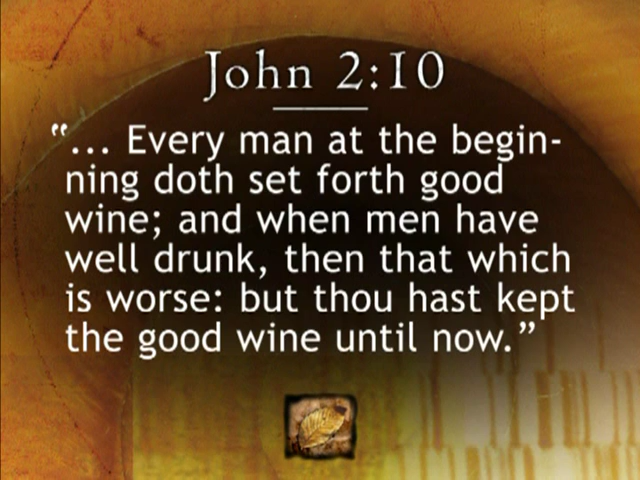 John 2:10
“... Every man at the begin-
ning doth set forth good
wine; and when men have
well drunk, then that which
is worse: but thou hast kept
the good wine until now.”